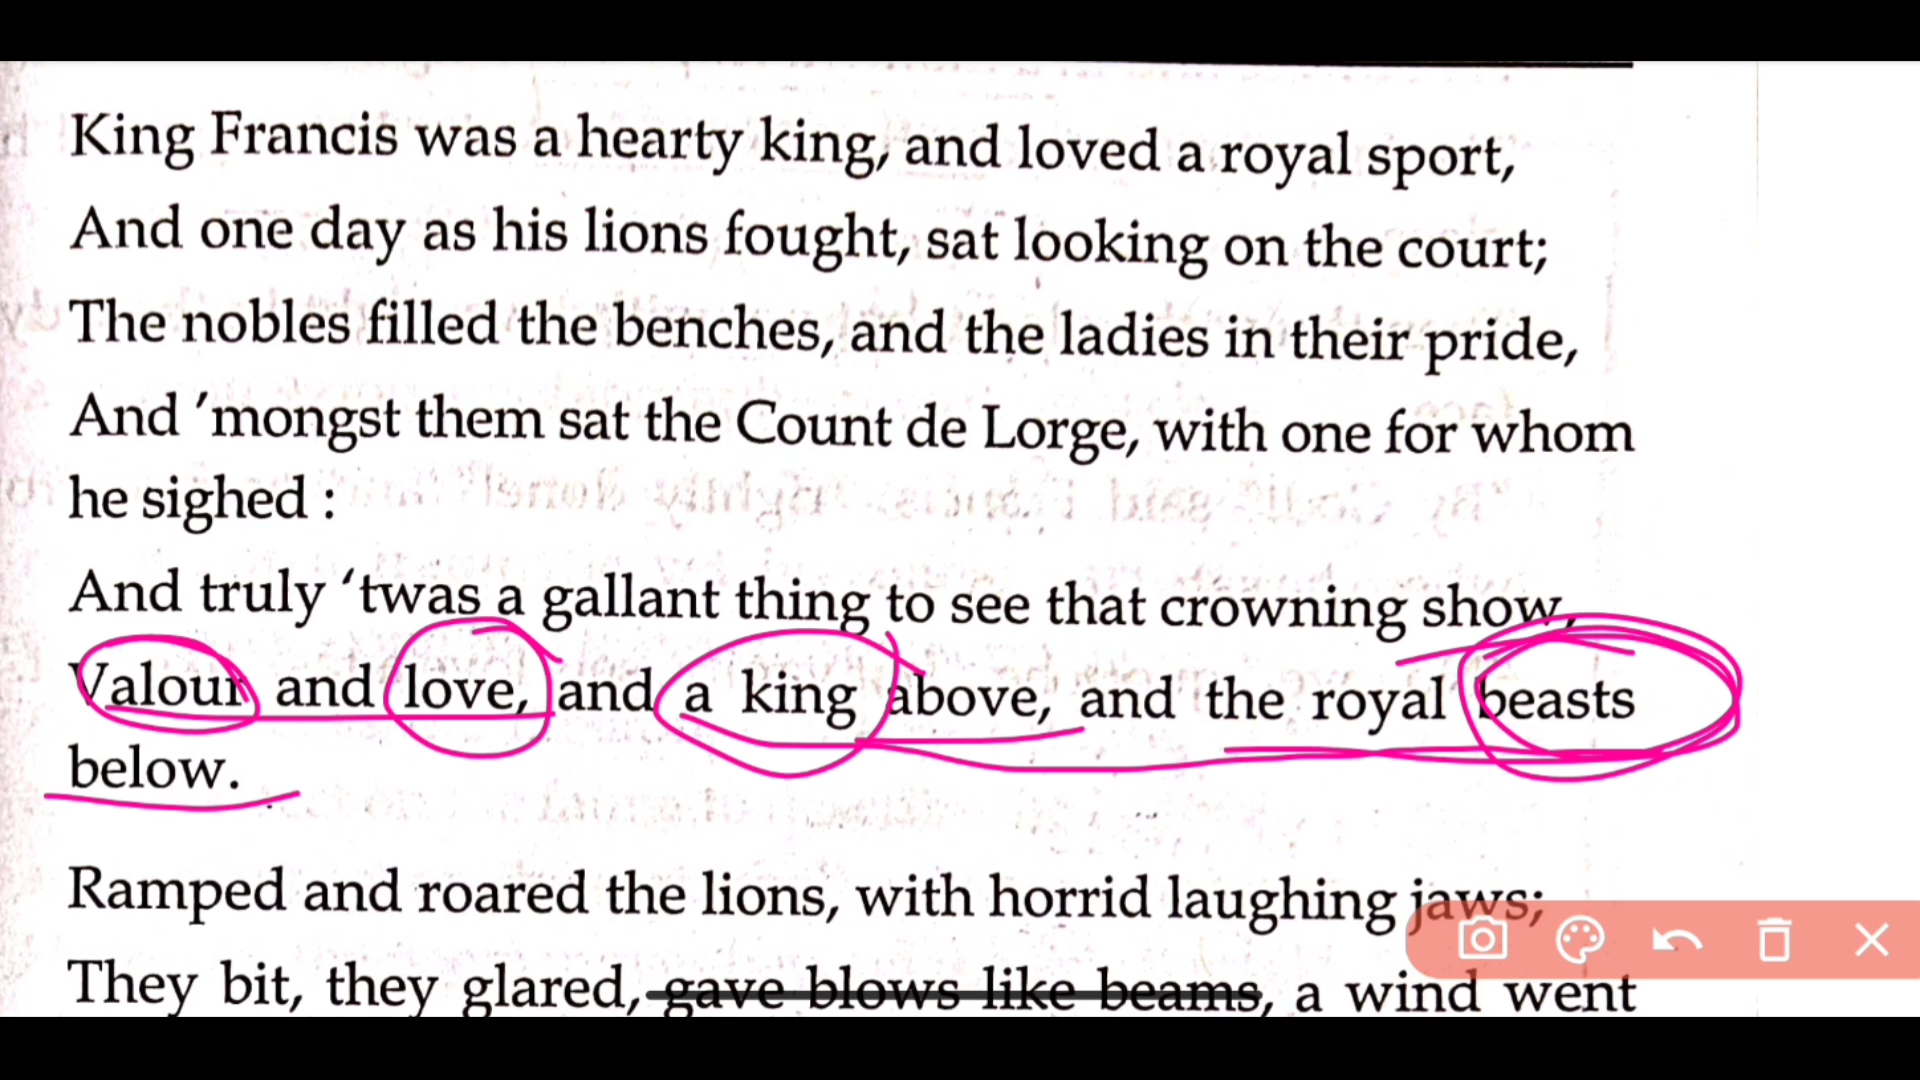 King Francis was a hearty king, and loved a royal sport,
And one day as his lions fought, sat looking on the court;
The nobles filled the benches, and the ladies in their pride,
And ’mongst them sat the Count de Lorge, with one for whom
he sighed :
And truly ‘twas a gallant thing to see that crowning show,
Valour and love, and a king above, and the royal beasts
below.
Ramped and roared the lions, with horrid laughing jaws;
They bit, they glared, gave blows like beams, a wind went